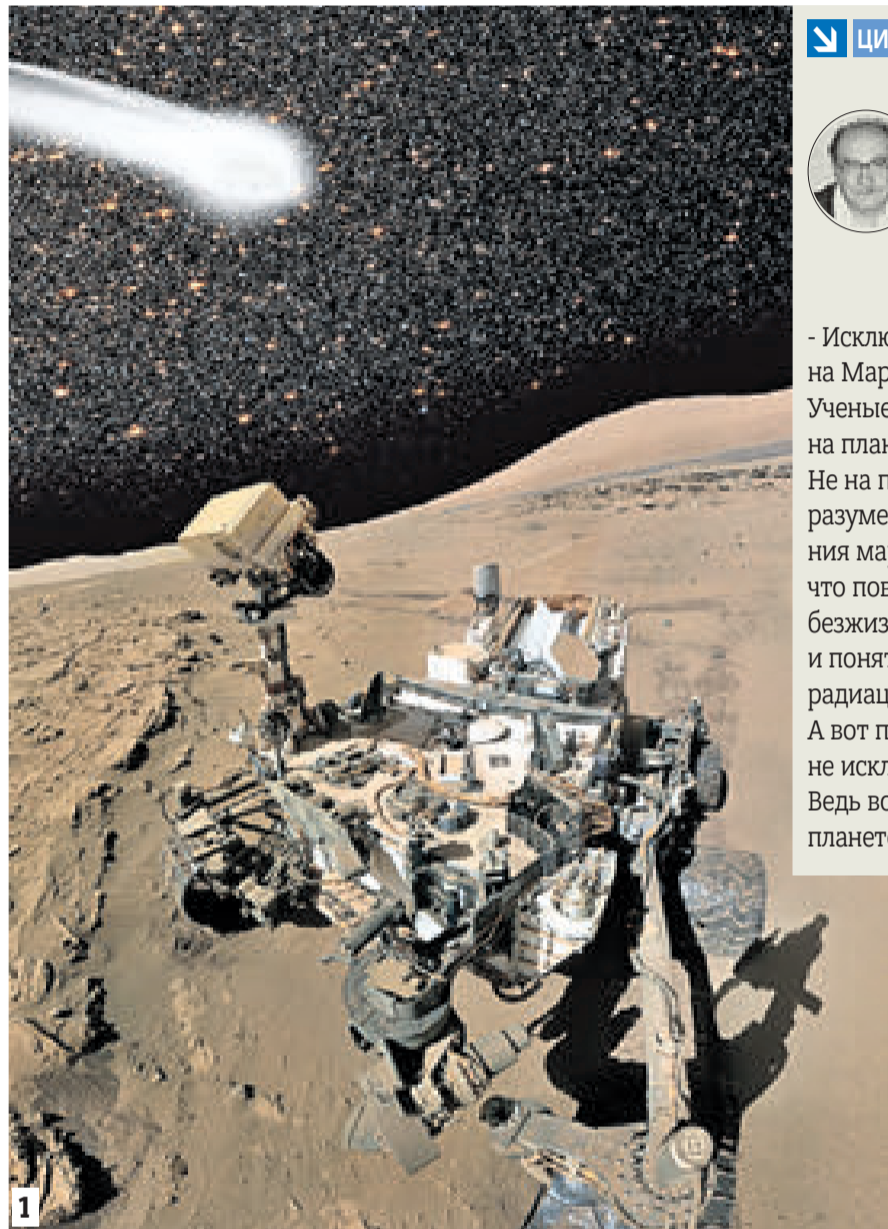 ЦИ
- Исклю
на Мар
Ученые
на план
Не на п
разуме
ния мар
что пов
безжиз
и понят
радиац
А вот п
не искл
Ведь во
планет
1